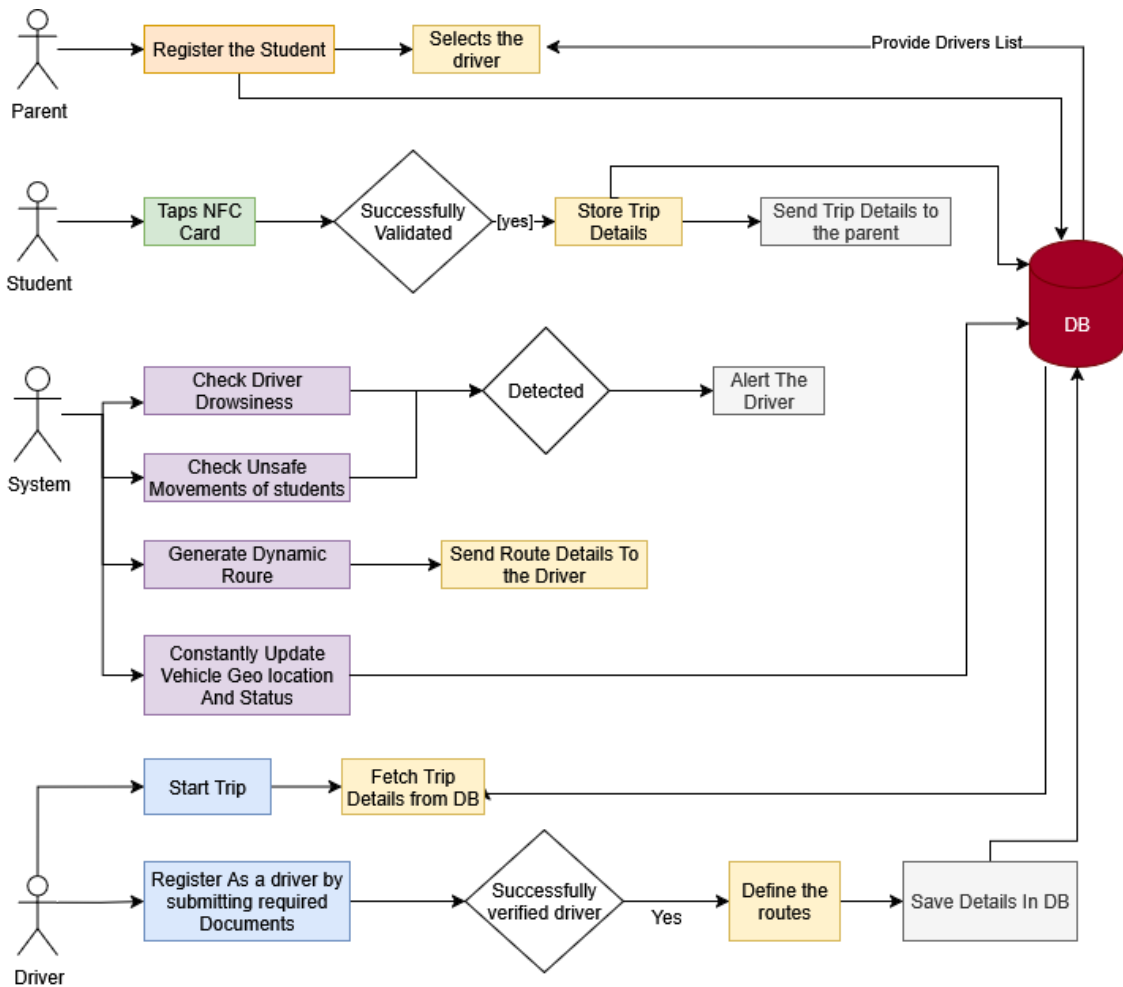 Parent
Register the Student
Selects the
driver
Provide Drivers List
Student
Taps NFC
Card
Successfully
Validated
[yes]
Store Trip
Details
Send Trip Details to
the parent
DB
System
Check Driver
Drowsiness
Detected
Alert The
Driver
Check Unsafe
Movements of students
Generate Dynamic
Roure
Send Route Details To
the Driver
Constantly Update
Vehicle Geo location
And Status
Start Trip
Fetch Trip
Details from DB
Driver
Register As a driver by
submitting required
Documents
Successfully
verified driver
Yes
Define the
routes
Save Details In DB